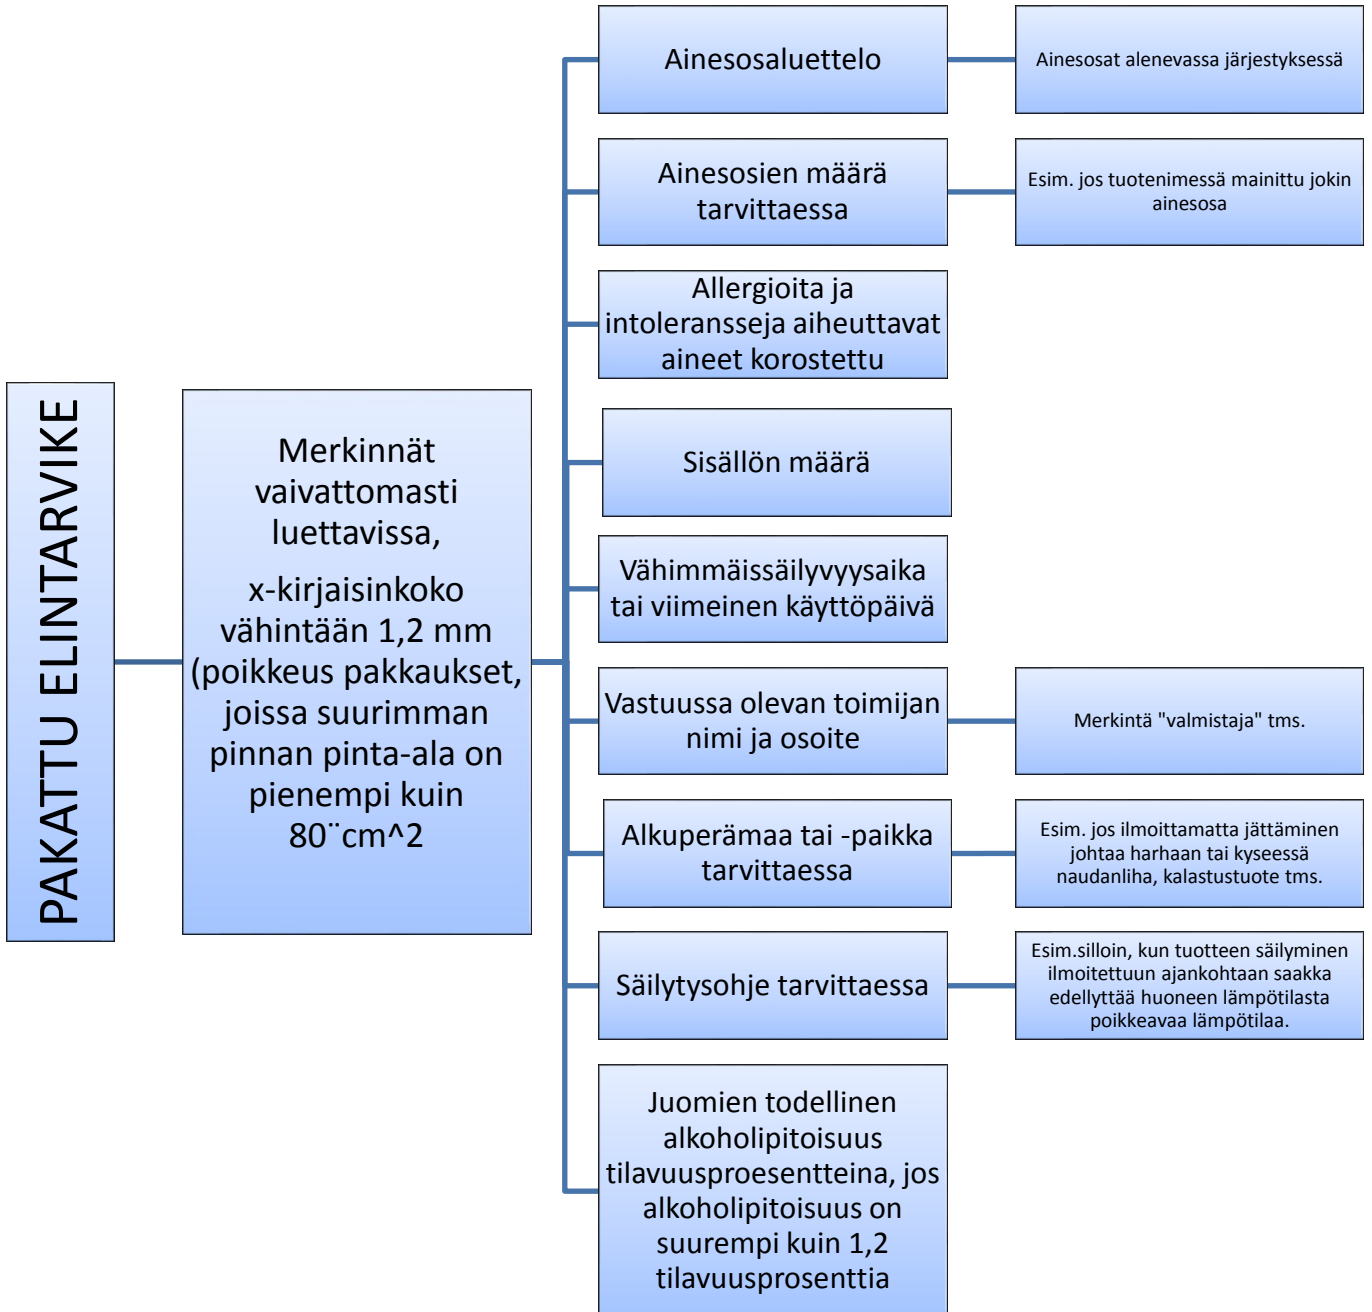 PAKATTU ELINTARVIKE
Merkinnät
vaivattomasti
luettavissa,
x-kirjaisinkoko
vähintään 1,2 mm
(poikkeus pakkaukset,
joissa suurimman
pinnan pinta-ala on
pienempi kuin
80¨cm^2
Ainesosaluettelo
Ainesosat alenevassa järjestyksessä
Ainesosien määrä
tarvittaessa
Esim. jos tuotenimessä mainittu jokin
ainesosa
Allergioita ja
intoleransseja aiheuttavat
aineet korostettu
Sisällön määrä
Vähimmäissäilyvyysaika
tai viimeinen käyttöpäivä
Vastuussa olevan toimijan
nimi ja osoite
Merkintä "valmistaja" tms.
Alkuperämaa tai -paikka
tarvittaessa
Esim. jos ilmoittamatta jättäminen
johtaa harhaan tai kyseessä
naudanliha, kalastustuote tms.
Säilytysohje tarvittaessa
Esim.silloin, kun tuotteen säilyminen
ilmoitettuun ajankohtaan saakka
edellyttää huoneen lämpötilasta
poikkeavaa lämpötilaa.
Juomien todellinen
alkoholipitoisuus
tilavuusproesentteina, jos
alkoholipitoisuus on
suurempi kuin 1,2
tilavuusprosenttia